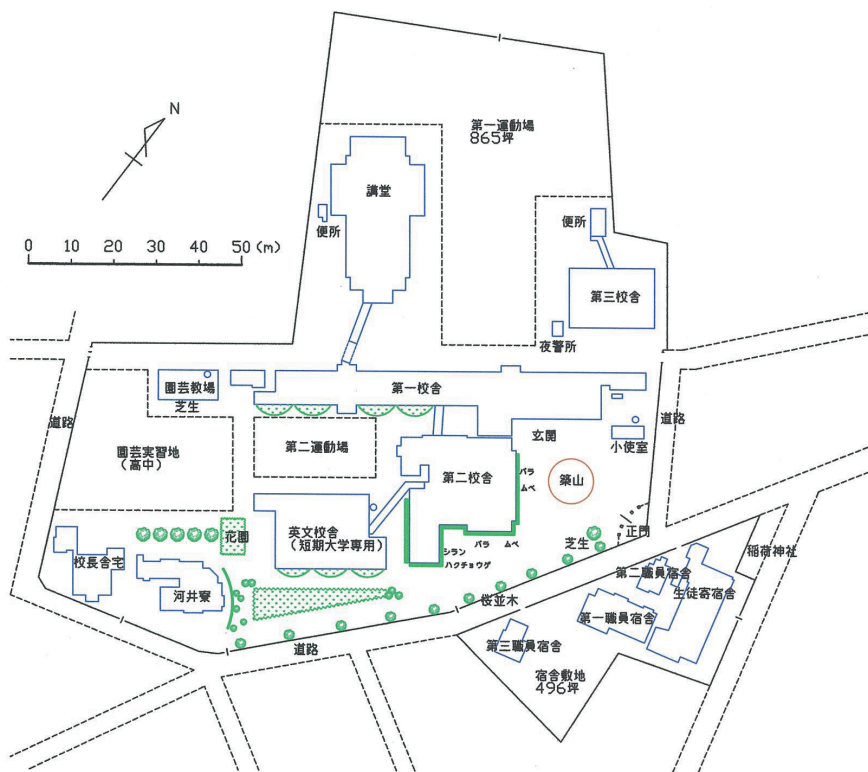 N
0 10 20 30 40 50 (m)
第一運動場
865坪
講堂
便所
便所
第三校舎
夜警所
園芸教場
芝生
第一校舎
道路
園芸実習地
(高中)
第二運動場
玄関
小使室
道路
第二校舎
バラ
ムベ
築山
花園
英文校舎
(短期大学専用)
シラン
バラ
ムベ
ハクチョウゲ
芝生
正門
稲荷神社
校長舎宅
河井寮
桜並木
第二職員宿舎
生徒寄宿舎
第一職員宿舎
第三職員宿舎
道路
宿舎敷地
496坪